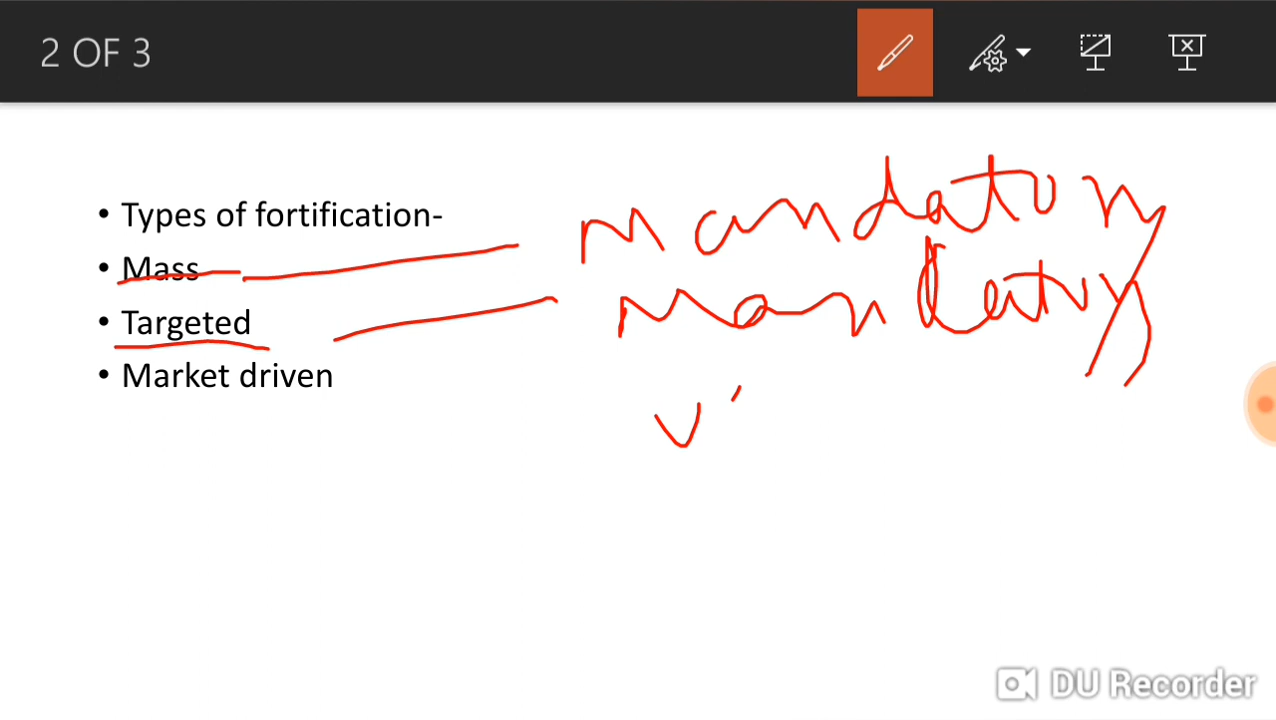 2 OF 3
• Types of fortification-
mandatory
• Mass
mandatory
• Targeted
• Market driven
v
DU Recorder